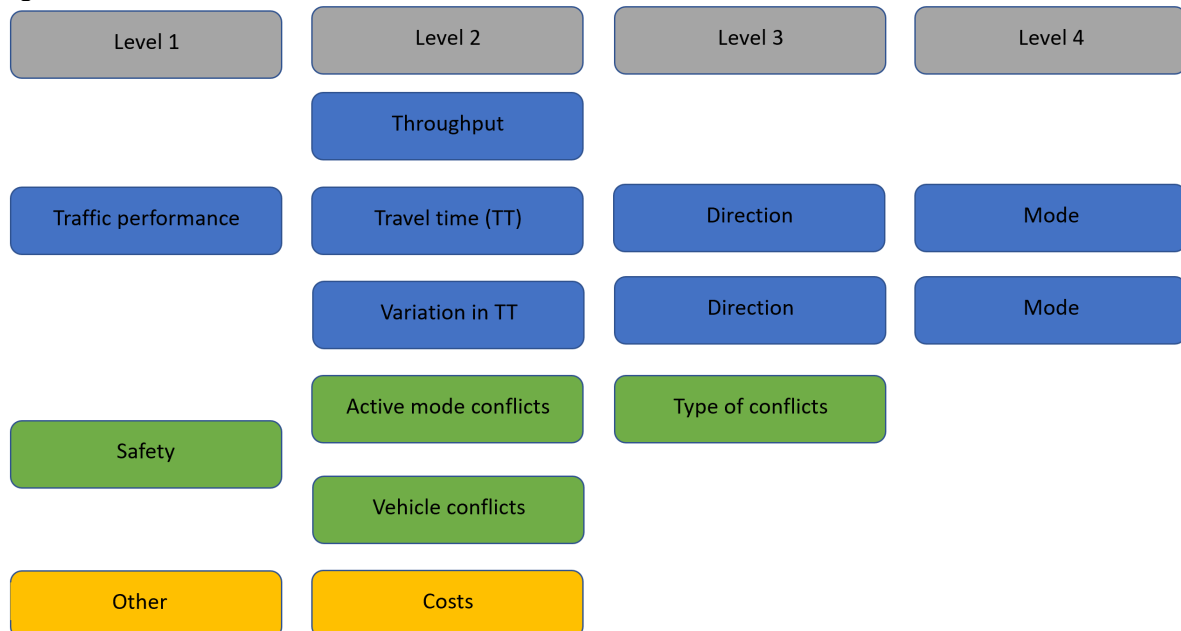 Level 1
Level 2
Level 3
Level 4
Throughput
Traffic performance
Travel time (TT)
Direction
Mode
Variation in TT
Direction
Mode
Active mode conflicts
Type of conflicts
Safety
Vehicle conflicts
Other
Costs